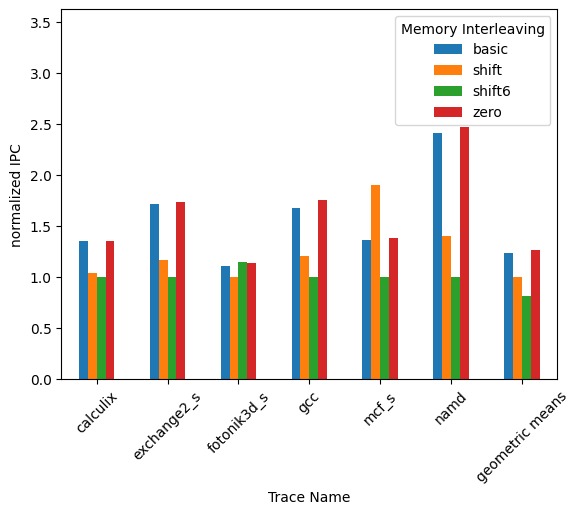 Memory Interleaving
basic
shift
shift6
zero
normalized IPC
3.5
3.0
2.5
2.0
1.5
1.0
0.5
0.0
calculix
exchange2_s
fotonik3d_s
gcc
mcf_s
namd
geometric means
Trace Name